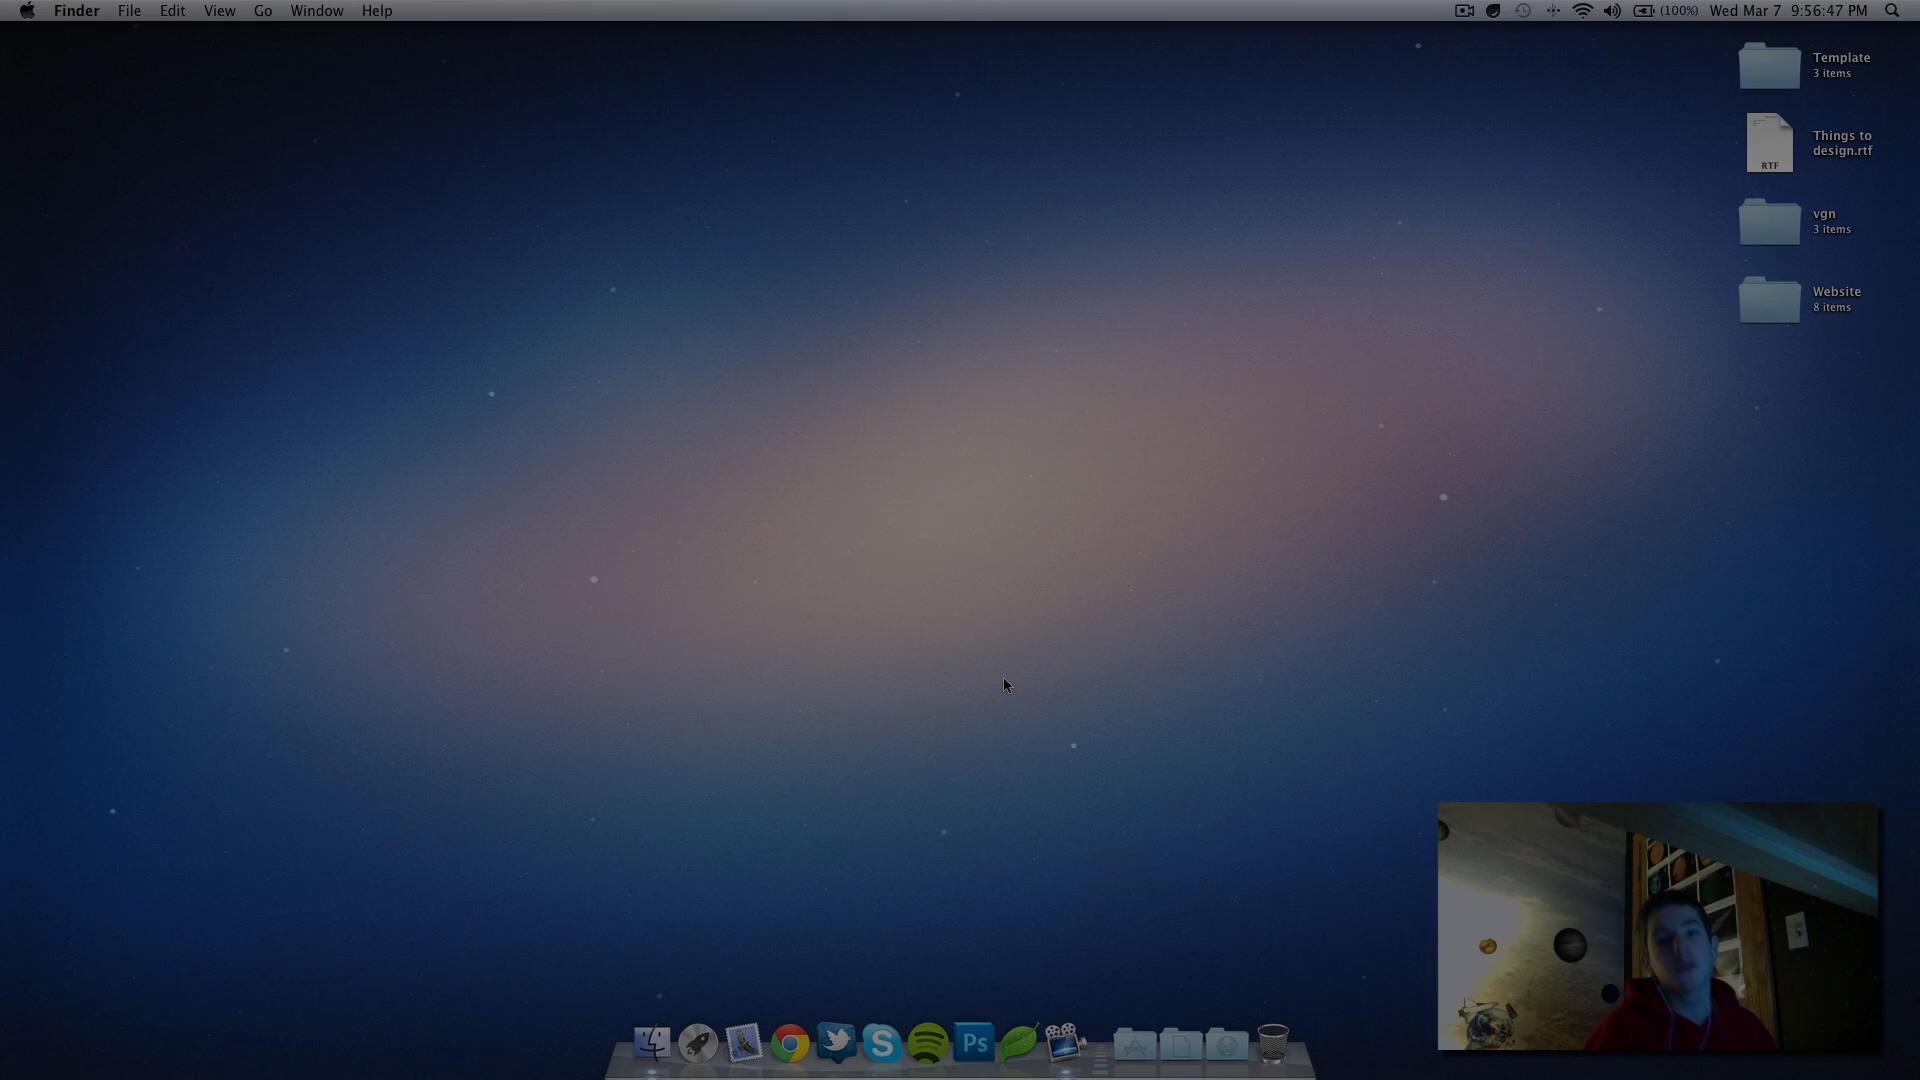 Finder File Edit View Go Window Help
(100%) Wed Mar 7 9:56:47 PM
Template
3 items
Things to
design.rtf
RTF
vgn
3 items
Website
8 items
Ps